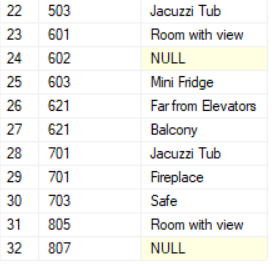 22 503 Jacuzzi Tub
23 601 Room with view
24 602 NULL
25 603 Mini Fridge
26 621 Far from Elevators
27 621 Balcony
28 701 Jacuzzi Tub
29 701 Fireplace
30 703 Safe
31 805 Room with view
32 807 NULL